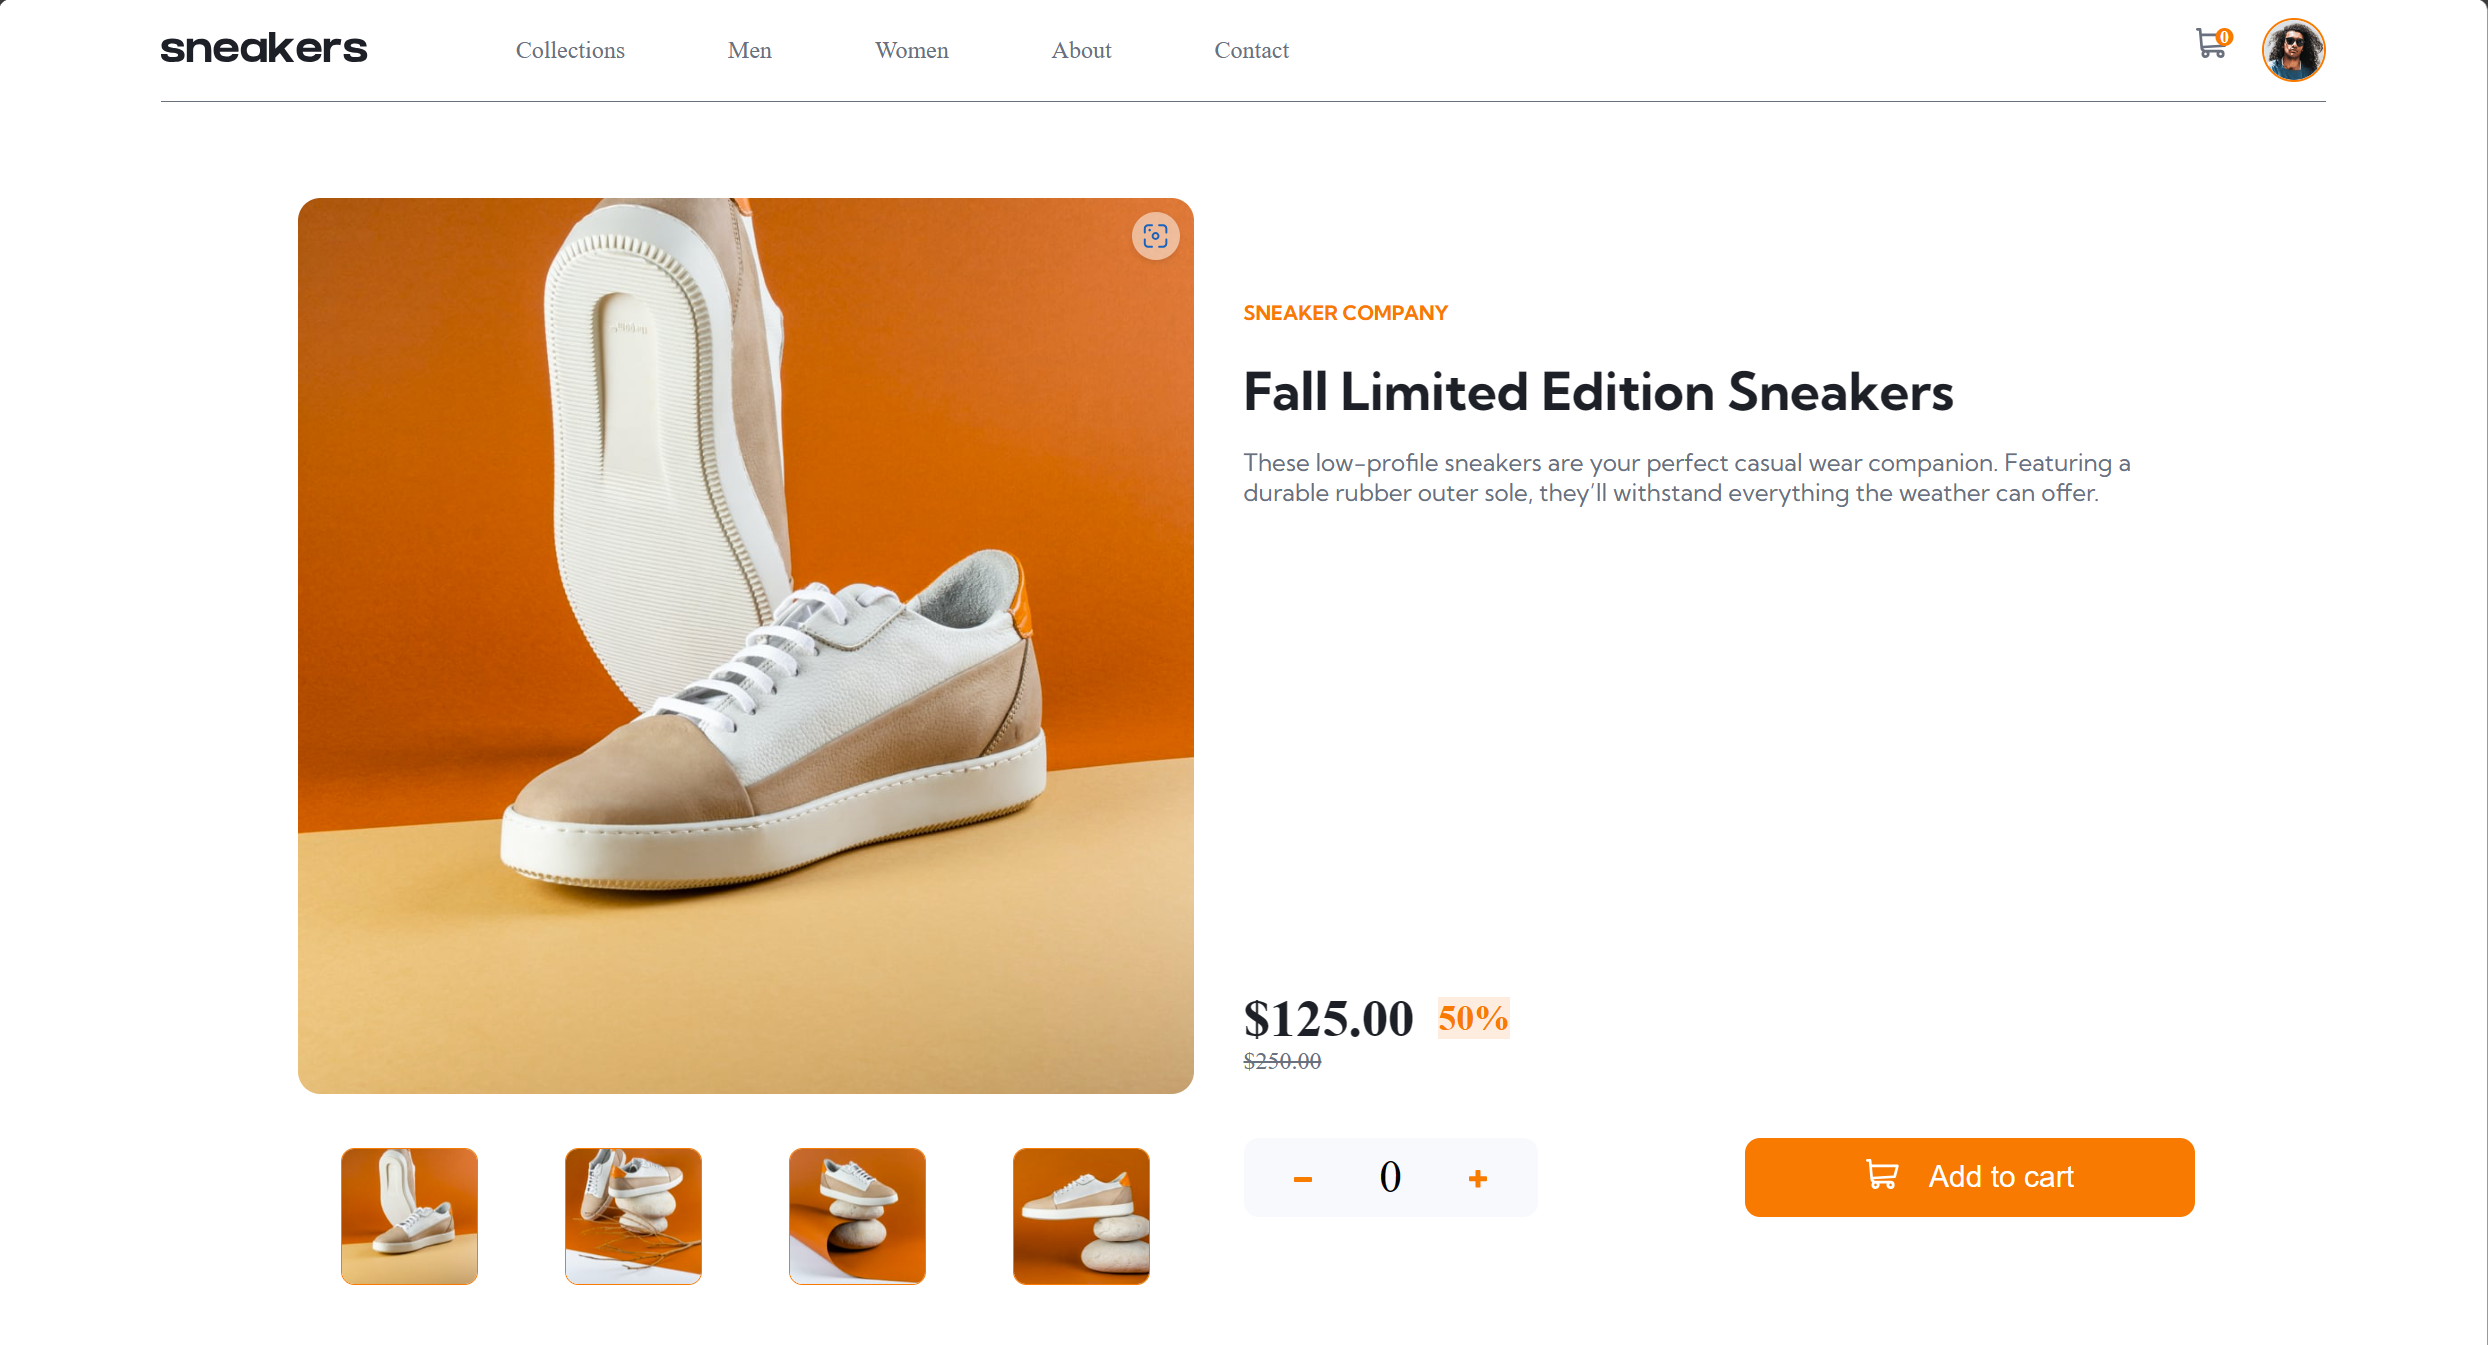 sneakers
Collections
Men
Women
About
Contact
0
SNEAKER COMPANY
Fall Limited Edition Sneakers
These low-profile sneakers are your perfect casual wear companion. Featuring a
durable rubber outer sole, they’ll withstand everything the weather can offer.
$125.00 50%
$250.00
0
Add to cart